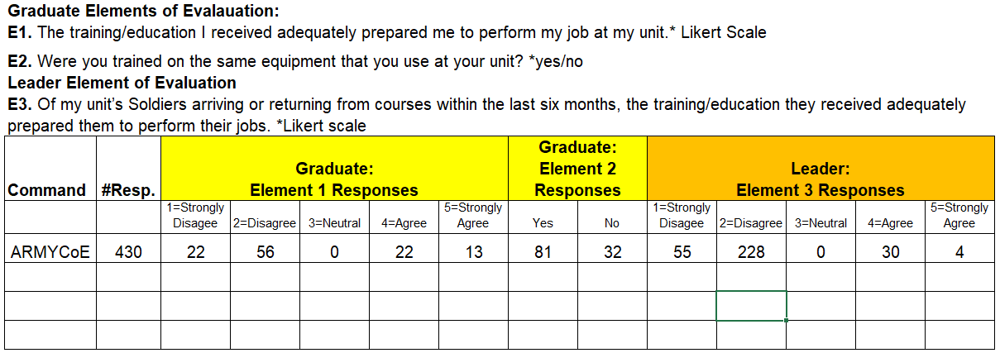 Graduate Elements of Evalauation:
E1. The training/education I received adequately prepared me to perform my job at my unit.* Likert Scale
E2. Were you trained on the same equipment that you use at your unit? *yes/no
Leader Element of Evaluation
E3. Of my unit's Soldiers arriving or returning from courses within the last six months, the training/education they received adequately
prepared them to perform their jobs. *Likert scale
Command #Resp. Graduate: Element 1 Responses Graduate: Element 2 Responses Leader: Element 3 Responses
1=Strongly Disagee 2=Disagree 3=Neutral 4=Agree 5=Strongly Agree Yes No 1=Strongly Disagee 2=Disagree 3=Neutral 4=Agree 5=Strongly Agree
ARMYCoE 430 22 56 0 22 13 81 32 55 228 0 30 4